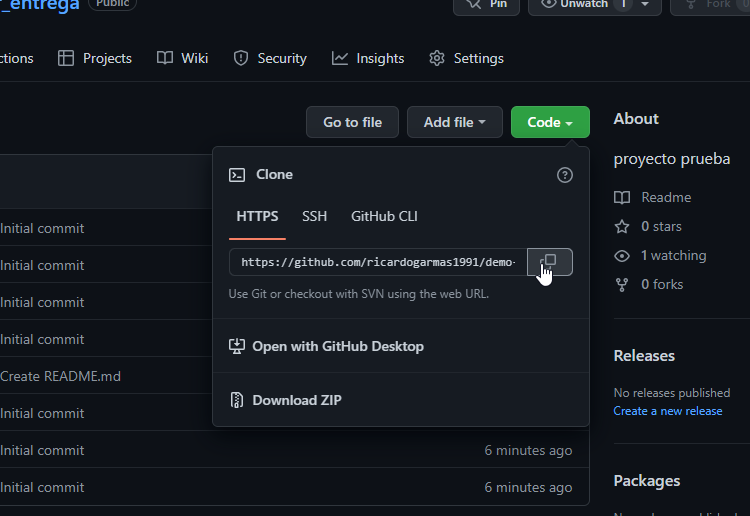 _entrega Public Pin Unwatch 1 Fork
ctions Projects Wiki Security Insights Settings
Go to file Add file Code
Clone
HTTPS SSH GitHub CLI
https://github.com/ricardogarmas1991/demo-
Use Git or checkout with SVN using the web URL.
Open with GitHub Desktop
Download ZIP
Initial commit
Initial commit
Initial commit
Initial commit
Create README.md
Initial commit
Initial commit 6 minutes ago
Initial commit 6 minutes ago
About
proyecto prueba
Readme
0 stars
1 watching
0 forks
Releases
No releases published
Create a new release
Packages